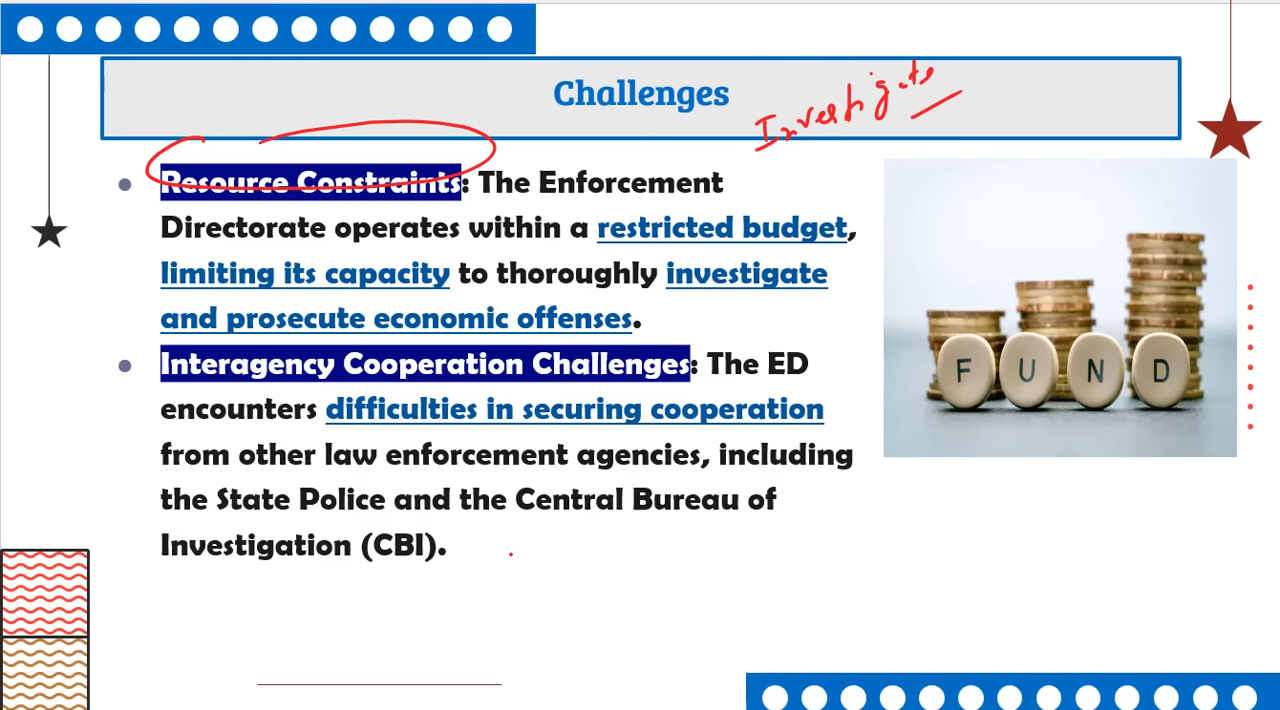 Challenges
Investigate
Resource Constraints: The Enforcement
Directorate operates within a restricted budget,
limiting its capacity to thoroughly investigate
and prosecute economic offenses.
Interagency Cooperation Challenges: The ED
encounters difficulties in securing cooperation
from other law enforcement agencies, including
the State Police and the Central Bureau of
Investigation (CBI).
FUND